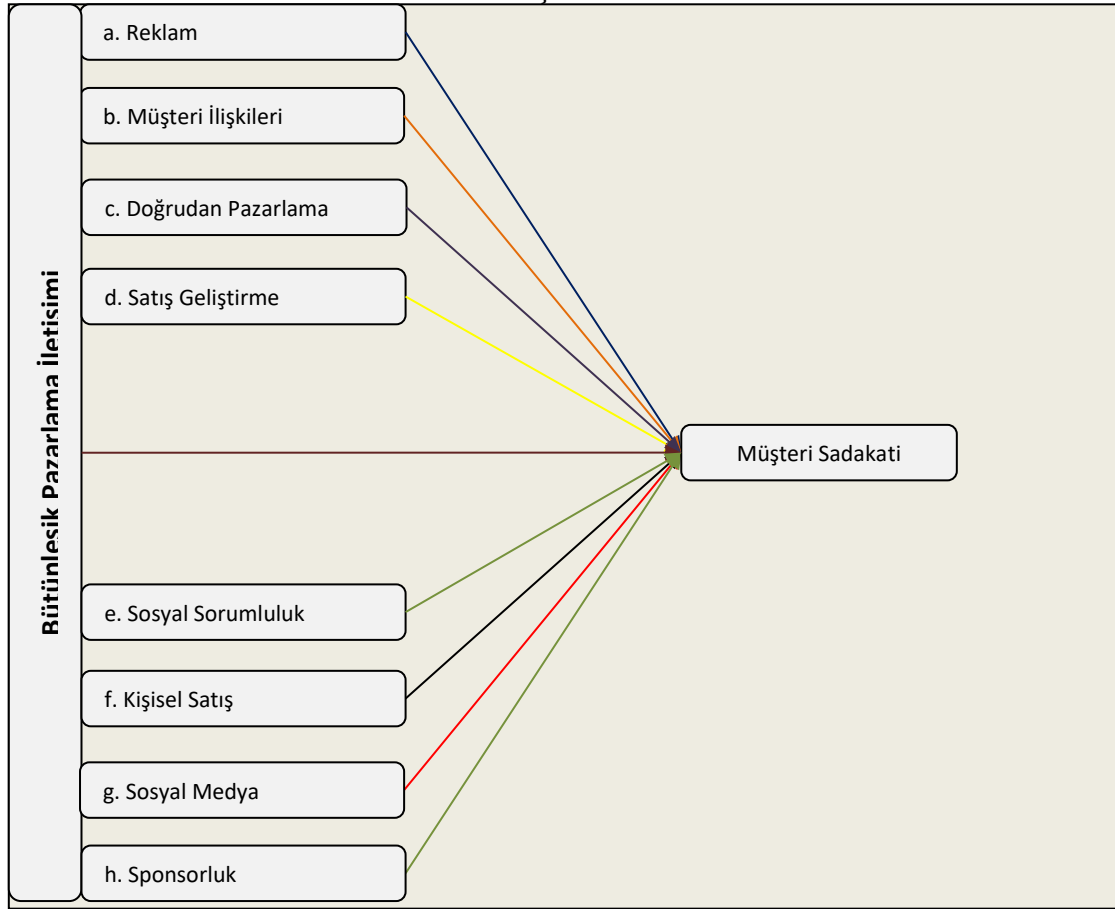 a. Reklam
b. Müşteri İlişkileri
c. Doğrudan Pazarlama
d. Satış Geliştirme
Bütünleşik Pazarlama İletişimi
Müşteri Sadakati
e. Sosyal Sorumluluk
f. Kişisel Satış
g. Sosyal Medya
h. Sponsorluk